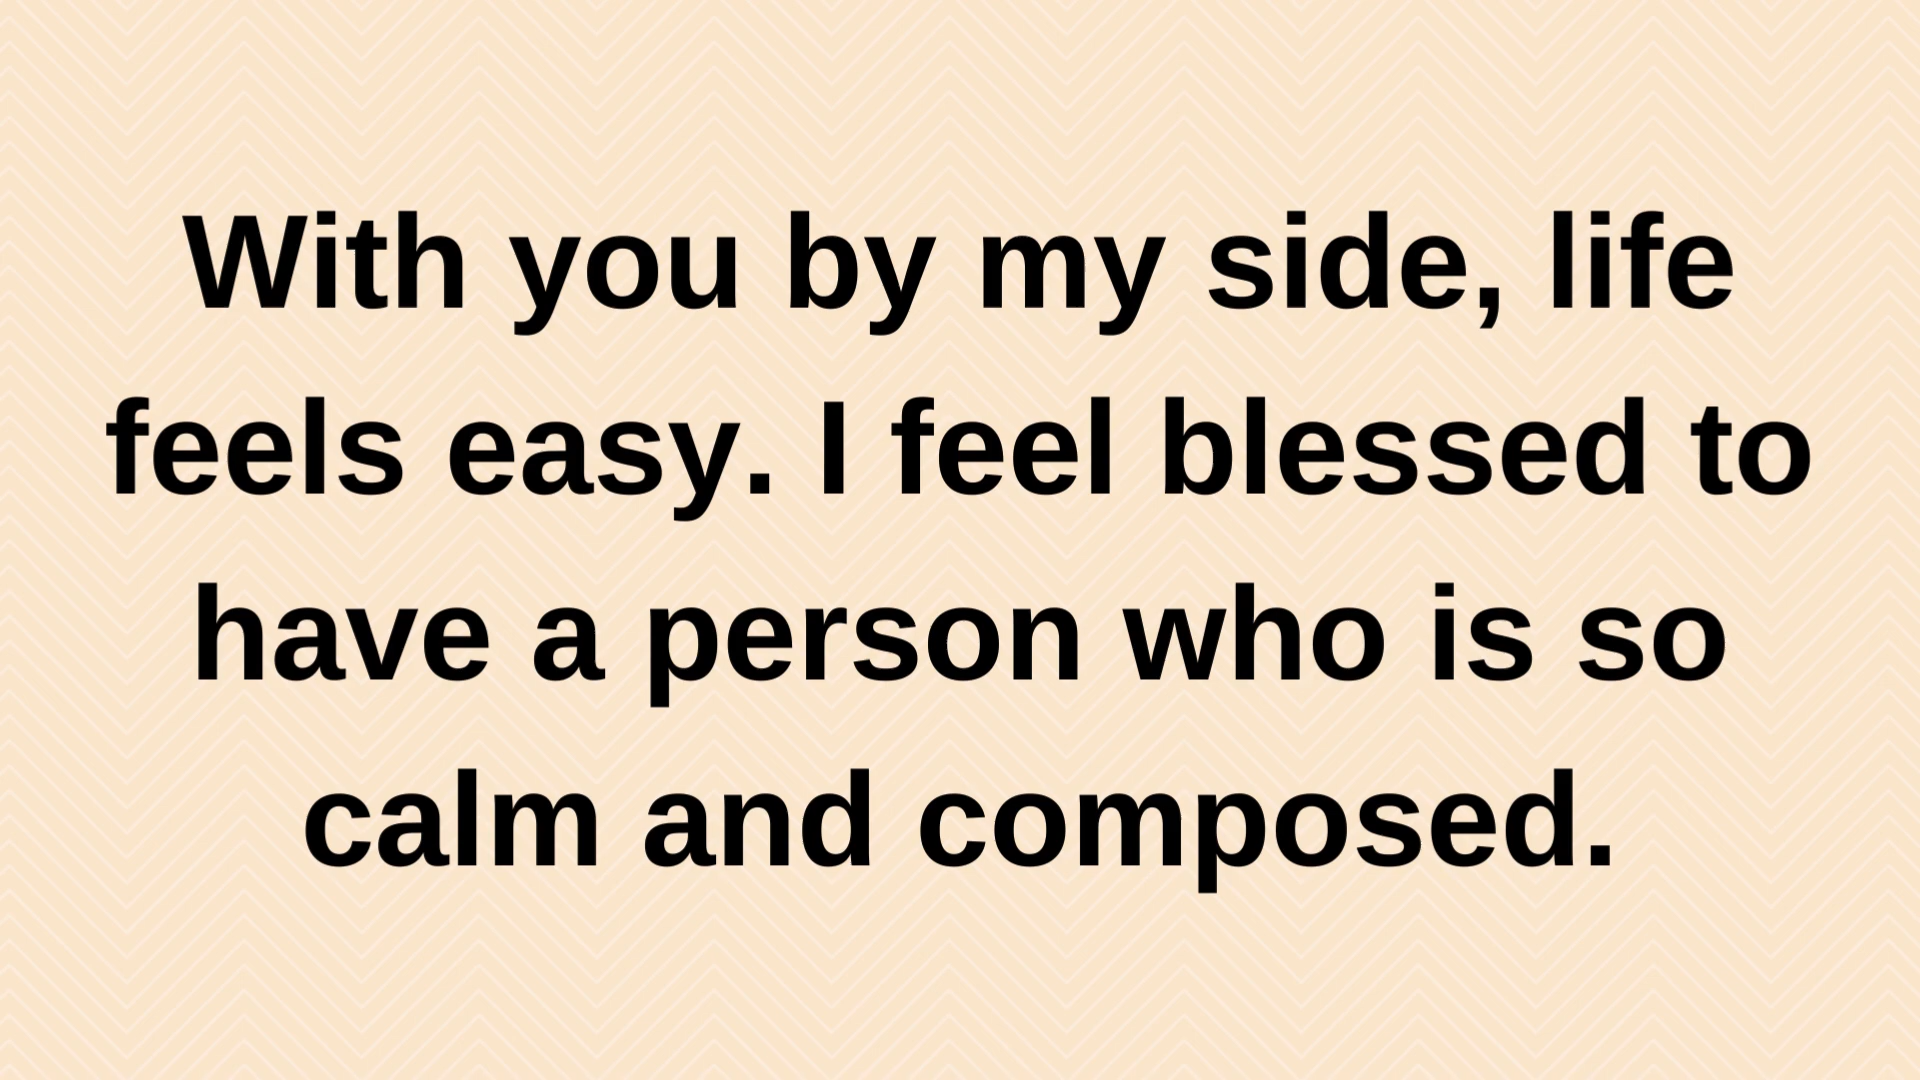 With you by my side, life
feels easy. I feel blessed to
have a person who is so
calm and composed.